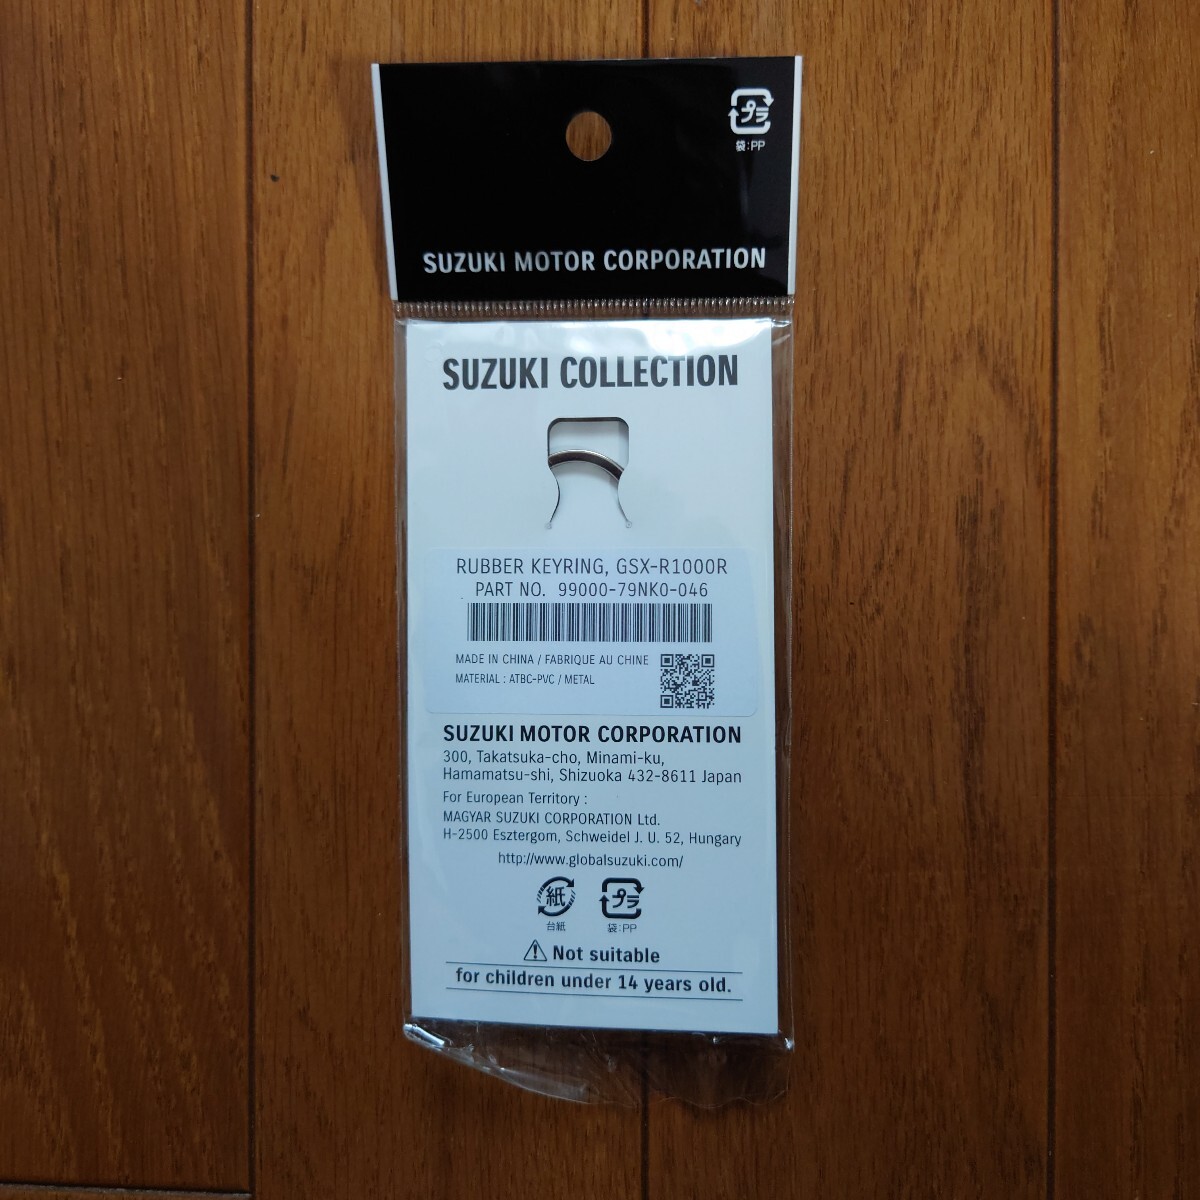 プラ
袋:PP
SUZUKI MOTOR CORPORATION
SUZUKI COLLECTION
RUBBER KEYRING, GSX-R1000R
PART NO. 99000-79NK0-046
MADE IN CHINA / FABRIQUE AU CHINE
MATERIAL : ATBC-PVC / METAL
SUZUKI MOTOR CORPORATION
300, Takatsuka-cho, Minami-ku,
Hamamatsu-shi, Shizuoka 432-8611 Japan
For European Territory :
MAGYAR SUZUKI CORPORATION Ltd.
H-2500 Esztergom, Schweidel J. U. 52, Hungary
http://www.globalsuzuki.com/
紙 プラ
台紙 袋:PP
Not suitable
for children under 14 years old.